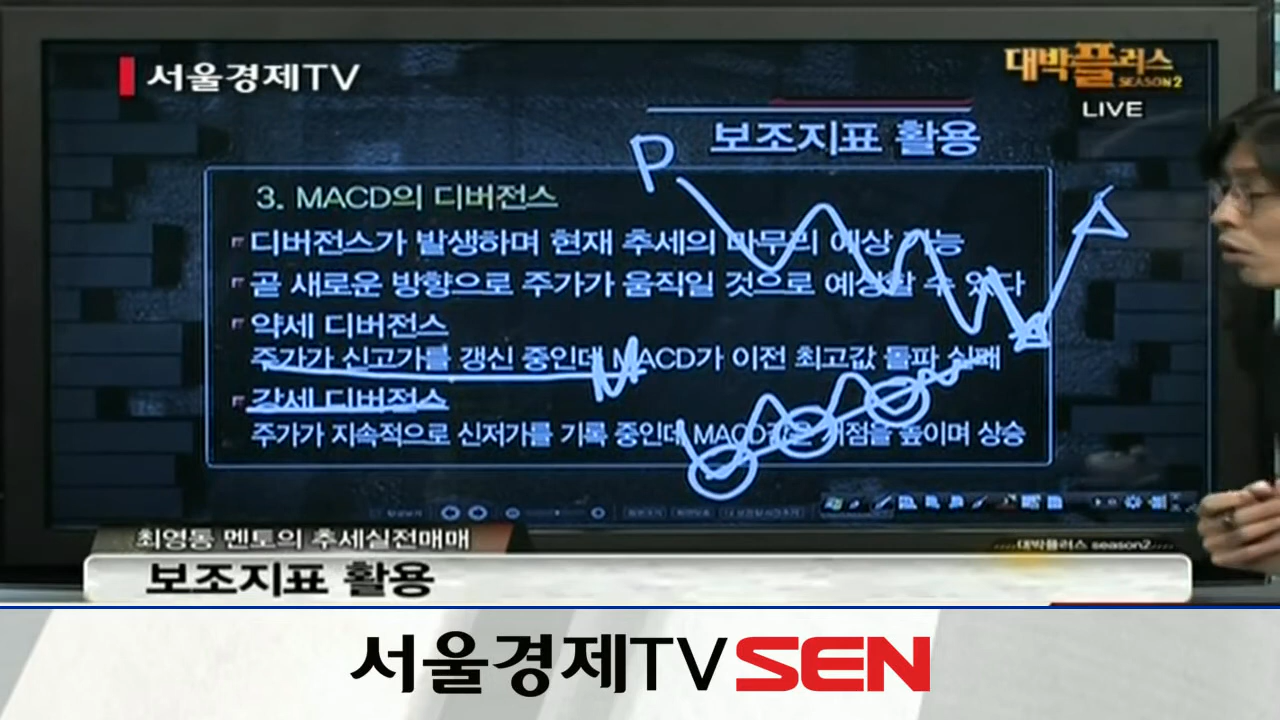 서울경제TV
대박플러스
SEASON2
LIVE
P
보조지표 활용
3. MACD의 디버전스
디버전스가 발생하며 현재 추세의 마무리 예상 가능
곧 새로운 방향으로 주가가 움직일 것으로 예상할 수 있다
약세 디버전스
주가가 신고가를 갱신 중인데 MACD가 이전 최고값 돌파 실패
M
강세 디버전스
주가가 지속적으로 신저가를 기록 중인데 MACD값은 저점을 높이며 상승
최영동 멘토의 추세실전매매
대박플러스 season2
보조지표 활용
서울경제TV SEN